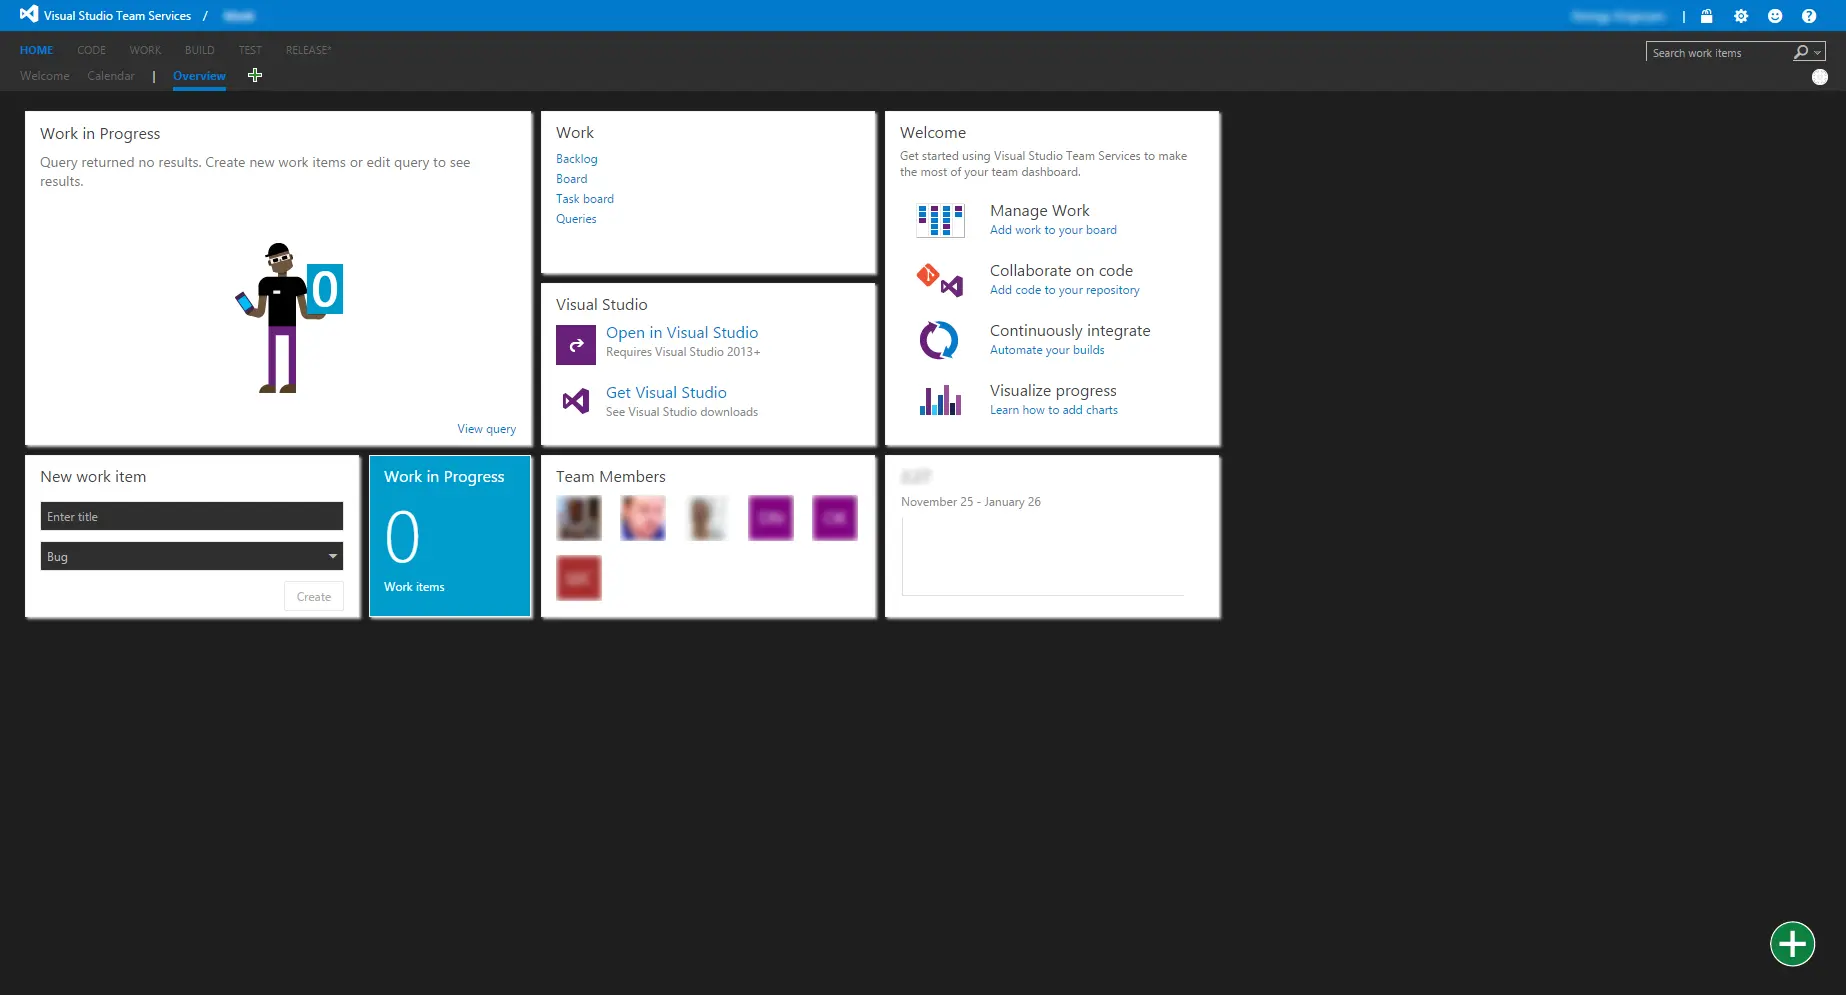 Visual Studio Team Services /
HOME CODE WORK BUILD TEST RELEASE*
Search work items
Welcome Calendar | Overview
Work in Progress
Query returned no results. Create new work items or edit query to see
results.
0
View query
Work
Backlog
Board
Task board
Queries
Visual Studio
Open in Visual Studio
Requires Visual Studio 2013+
Get Visual Studio
See Visual Studio downloads
Welcome
Get started using Visual Studio Team Services to make
the most of your team dashboard.
Manage Work
Add work to your board
Collaborate on code
Add code to your repository
Continuously integrate
Automate your builds
Visualize progress
Learn how to add charts
New work item
Enter title
Bug
Create
Work in Progress
0
Work items
Team Members
November 25 - January 26